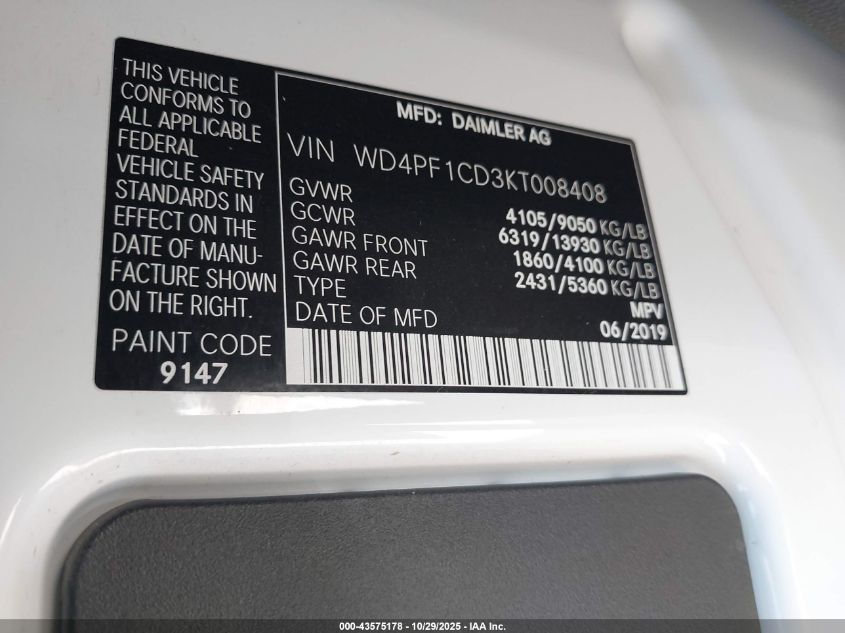 THIS VEHICLE
CONFORMS TO
ALL APPLICABLE
FEDERAL
VEHICLE SAFETY
STANDARDS IN
EFFECT ON THE
DATE OF MANU-
FACTURE SHOWN
ON THE RIGHT.
PAINT CODE
9147
MFD: DAIMLER AG
VIN WD4PF1CD3KT008408
GVWR 4105/9050 KG/LB
GCWR 6319/13930 KG/LB
GAWR FRONT 1860/4100 KG/LB
GAWR REAR 2431/5360 KG/LB
TYPE MPV
DATE OF MFD 06/2019
000-43575178 | 10/29/2025 - IAA Inc.